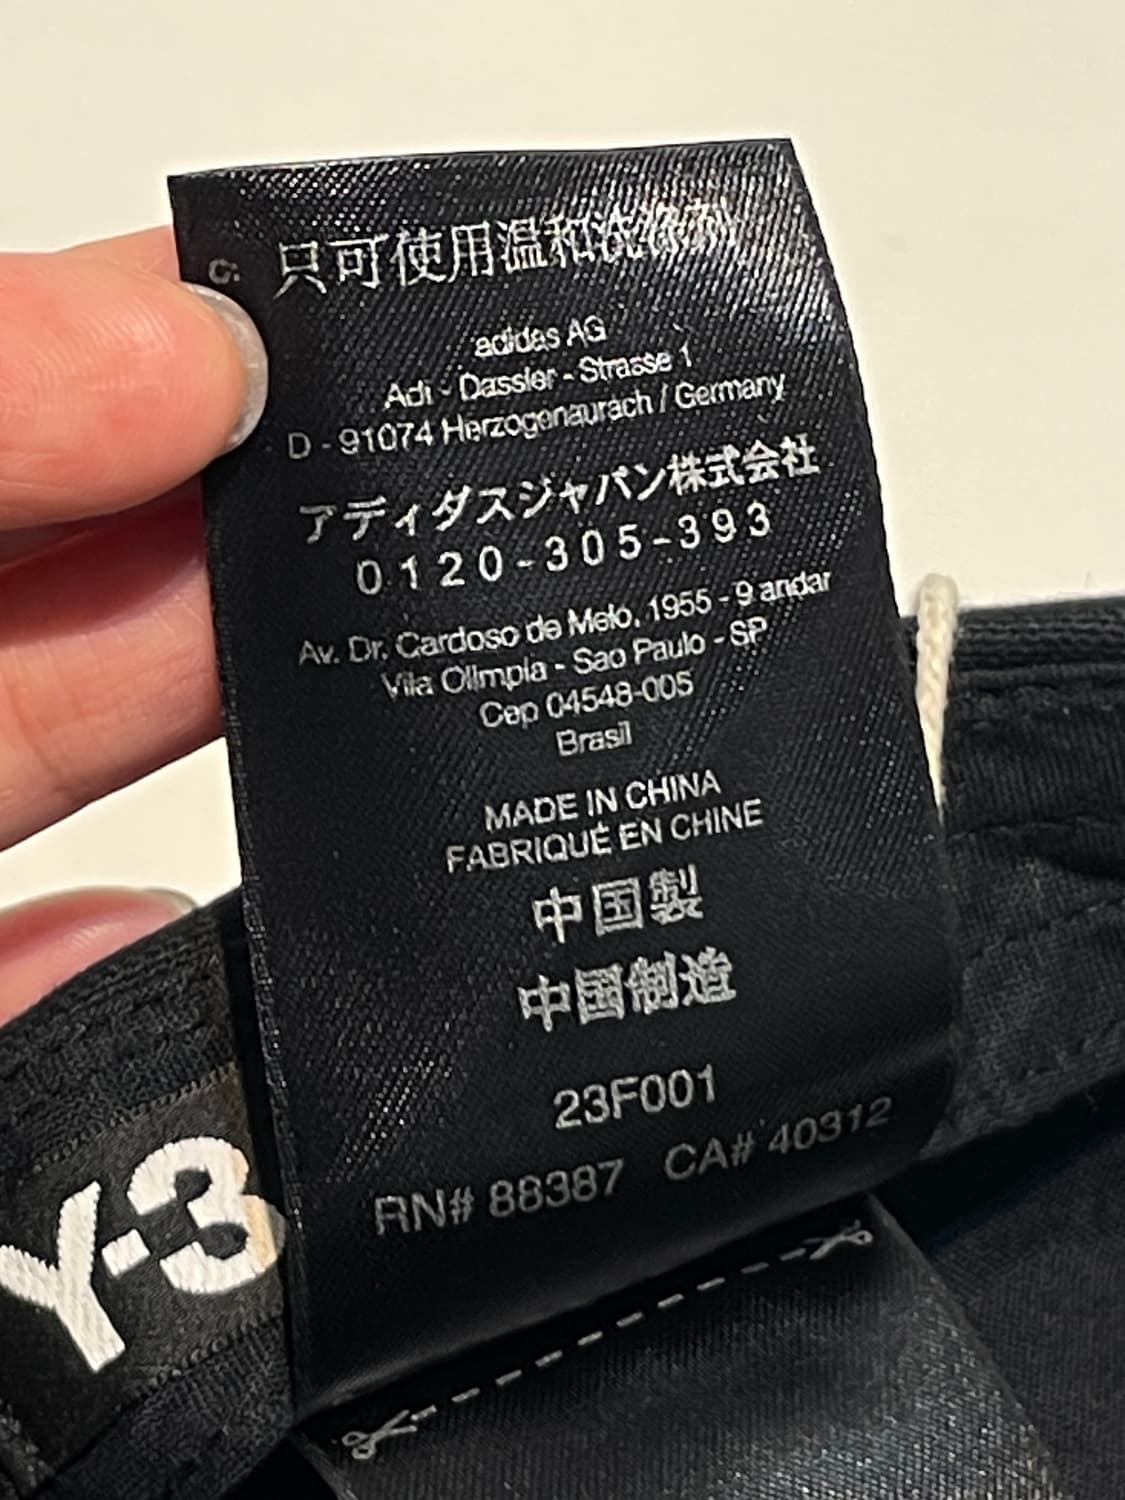 C: 只可使用温和洗涤剂
adidas AG
Adi - Dassler - Strasse 1
D - 91074 Herzogenaurach / Germany
アディダスジャパン株式会社
0120-305-393
Av. Dr. Cardoso de Melo, 1955 - 9 andar
Vila Olimpia - Sao Paulo - SP
Cep 04548-005
Brasil
MADE IN CHINA
FABRIQUÉ EN CHINE
中国製
中国制造
23F001
RN# 88387 CA# 40312
Y-3